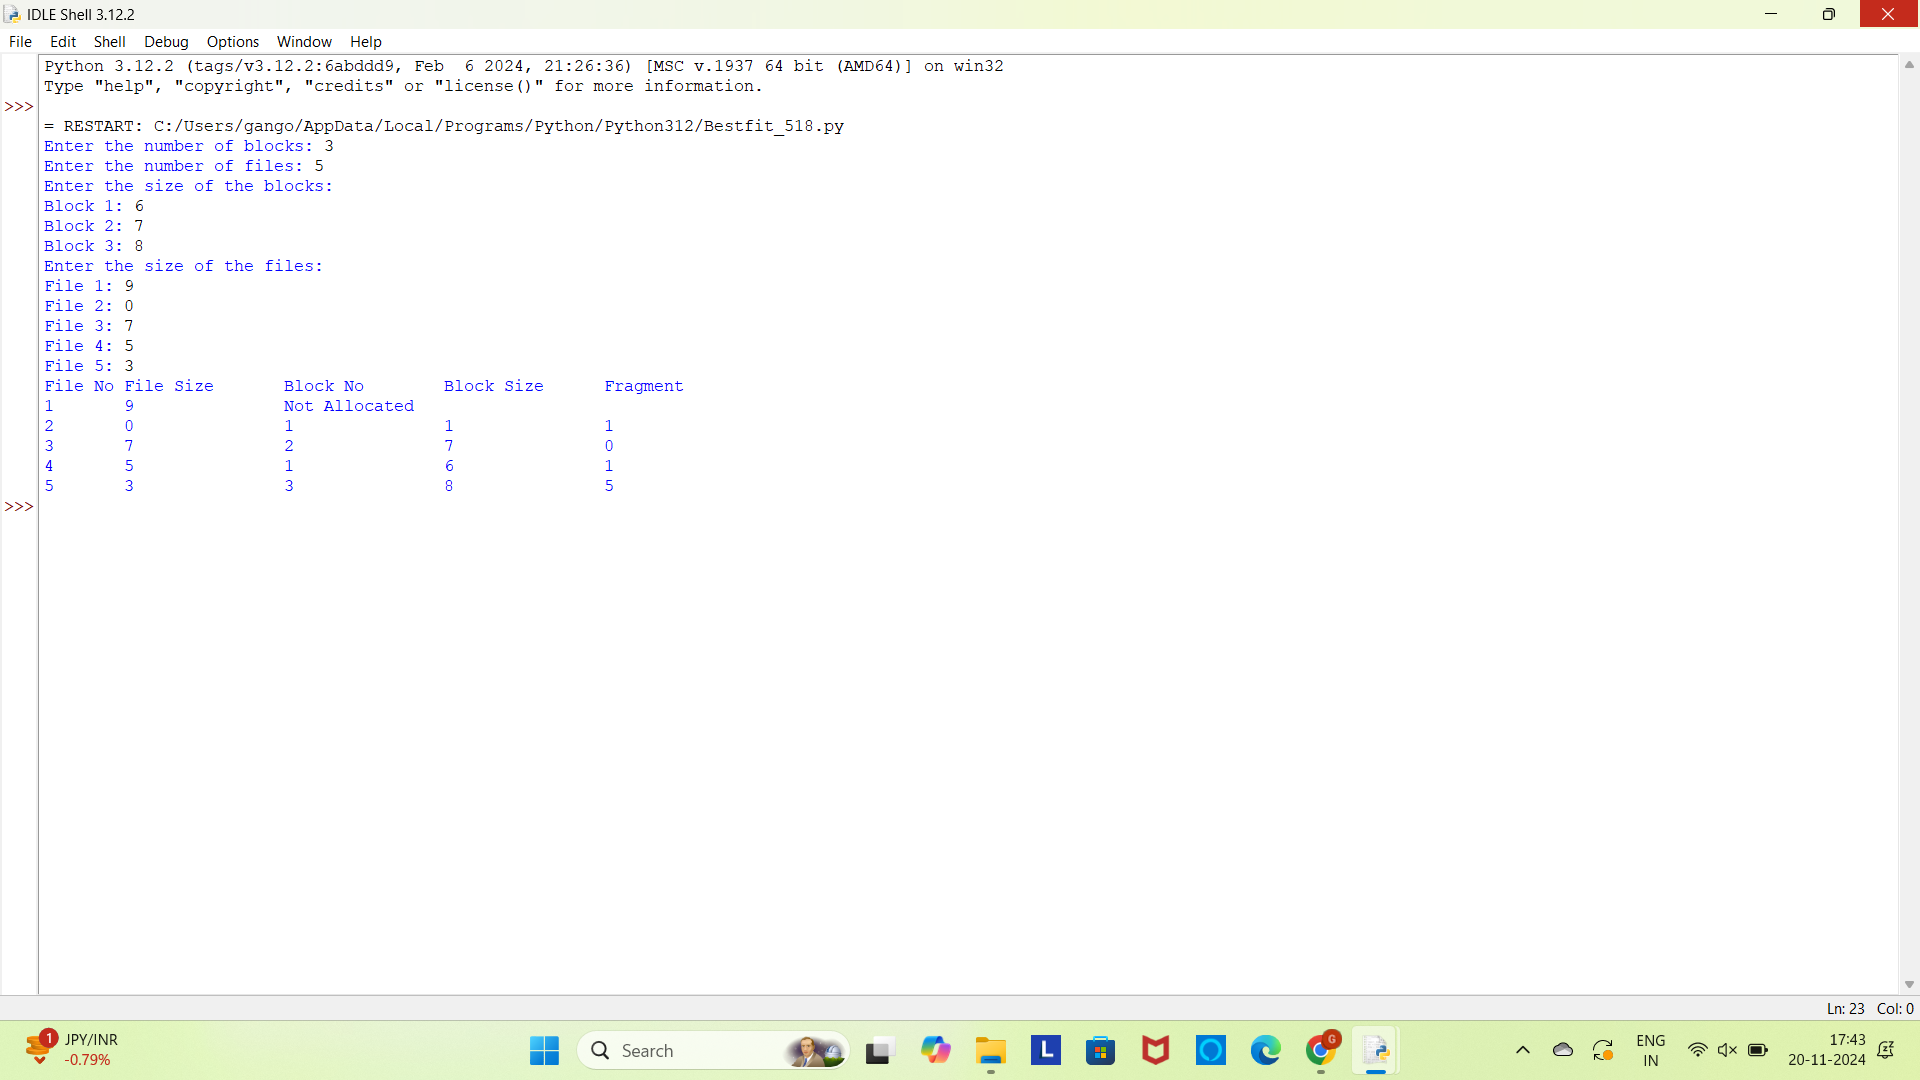 IDLE Shell 3.12.2
File Edit Shell Debug Options Window Help
Python 3.12.2 (tags/v3.12.2:6abddd9, Feb  6 2024, 21:26:36) [MSC v.1937 64 bit (AMD64)] on win32
Type "help", "copyright", "credits" or "license()" for more information.
>>>
= RESTART: C:/Users/gango/AppData/Local/Programs/Python/Python312/Bestfit_518.py
Enter the number of blocks: 3
Enter the number of files: 5
Enter the size of the blocks:
Block 1: 6
Block 2: 7
Block 3: 8
Enter the size of the files:
File 1: 9
File 2: 0
File 3: 7
File 4: 5
File 5: 3
File No File Size Block No Block Size Fragment
1 9 Not Allocated
2 0 1 1 1
3 7 2 7 0
4 5 1 6 1
5 3 3 8 5
>>>
Ln: 23 Col: 0
1 JPY/INR
-0.79%
Search
L
G
ENG
IN
17:43
20-11-2024